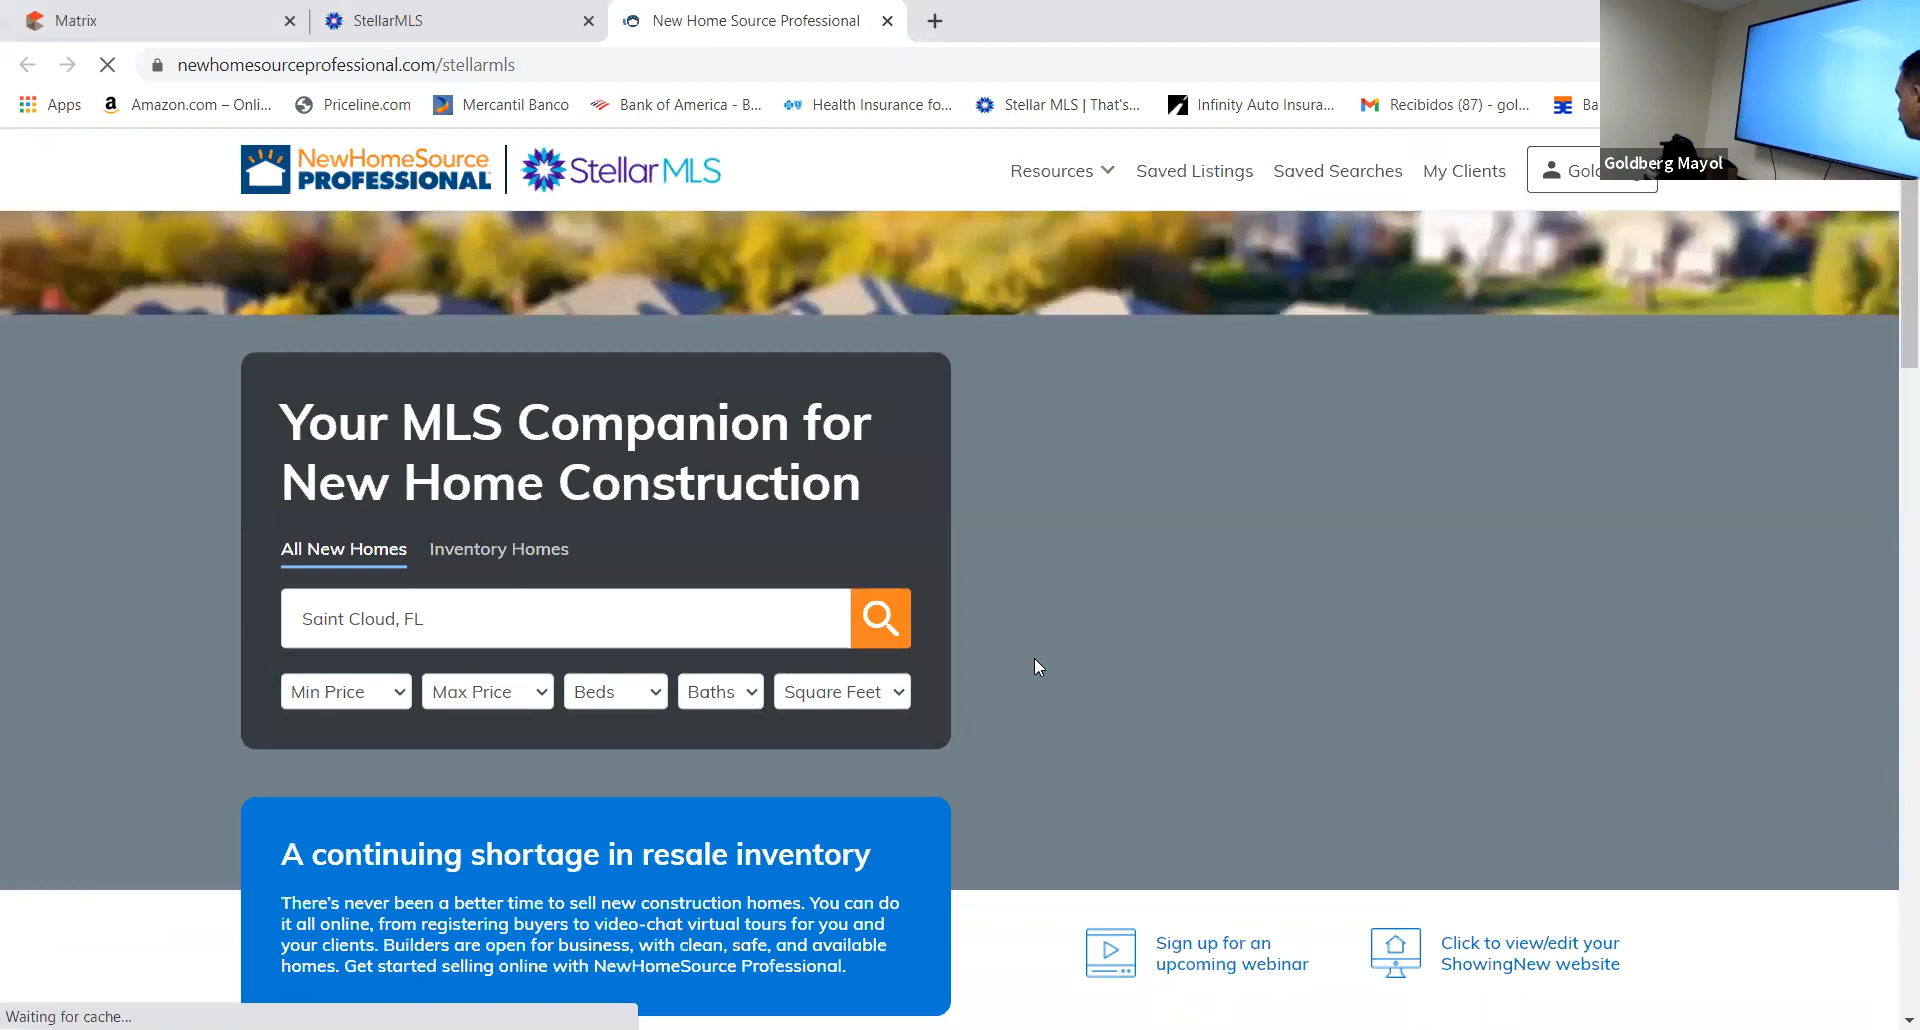 Matrix
StellarMLS
New Home Source Professional
newhomesourceprofessional.com/stellarmls
Apps
Amazon.com – Onli...
Priceline.com
Mercantil Banco
Bank of America - B...
Health Insurance fo...
Stellar MLS | That's...
Infinity Auto Insura...
Recibidos (87) - gol...
Ba
Goldberg Mayol
NewHomeSource
PROFESSIONAL
StellarMLS
Resources
Saved Listings
Saved Searches
My Clients
Your MLS Companion for
New Home Construction
All New Homes
Inventory Homes
Saint Cloud, FL
Min Price
Max Price
Beds
Baths
Square Feet
A continuing shortage in resale inventory
There's never been a better time to sell new construction homes. You can do
it all online, from registering buyers to video-chat virtual tours for you and
your clients. Builders are open for business, with clean, safe, and available
homes. Get started selling online with NewHomeSource Professional.
Sign up for an
upcoming webinar
Click to view/edit your
ShowingNew website
Waiting for cache...